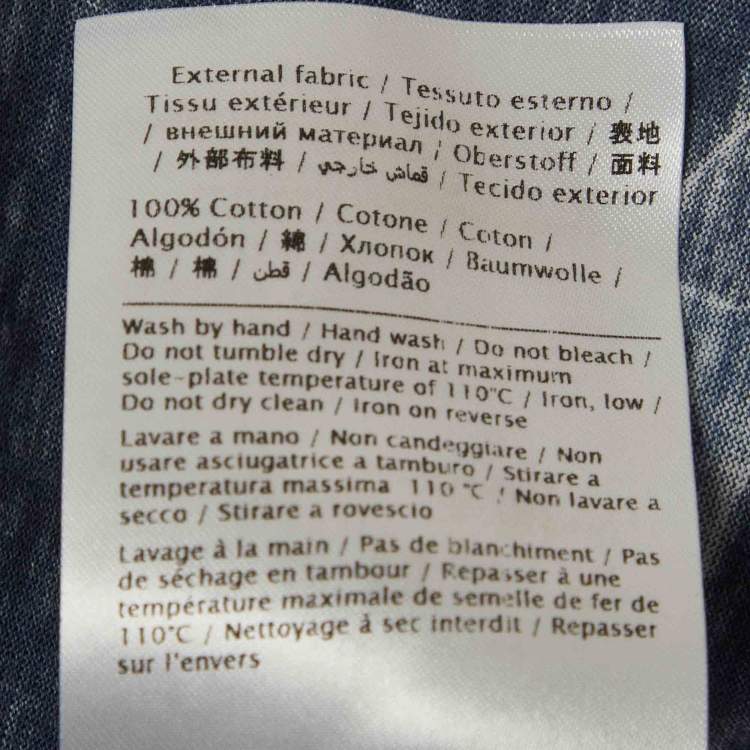 External fabric / Tessuto esterno /
Tissu extérieur / Tejido exterior / 表地
/ внешний материал / Oberstoff / 面料
/ 外部布料 / قماش خارجي / Tecido exterior
100% Cotton / Cotone / Coton /
Algodón / 綿 / Хлопок / Baumwolle /
棉 / 棉 / قطن / Algodão
Wash by hand / Hand wash / Do not bleach /
Do not tumble dry / Iron at maximum
sole-plate temperature of 110°C / Iron, low /
Do not dry clean / Iron on reverse
Lavare a mano / Non candeggiare / Non
usare asciugatrice a tamburo / Stirare a
temperatura massima 110 °C / Non lavare a
secco / Stirare a rovescio
Lavage à la main / Pas de blanchiment / Pas
de séchage en tambour / Repasser à une
température maximale de semelle de fer de
110°C / Nettoyage à sec interdit / Repasser
sur l'envers